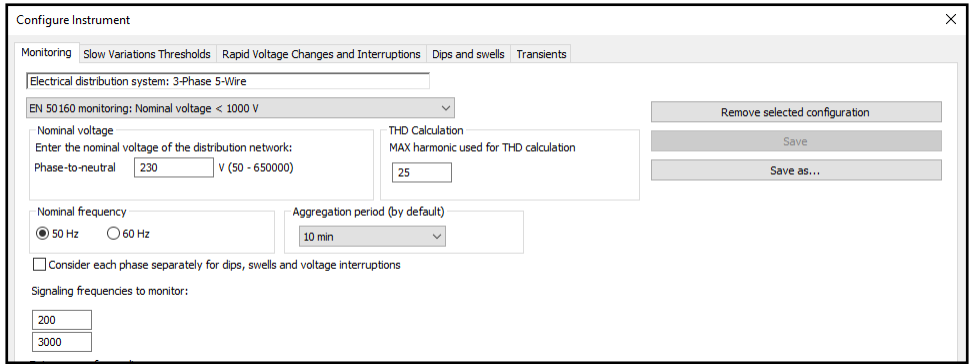 Configure Instrument
Monitoring Slow Variations Thresholds Rapid Voltage Changes and Interruptions Dips and swells Transients
Electrical distribution system: 3-Phase 5-Wire
EN 50160 monitoring: Nominal voltage < 1000 V
Remove selected configuration
Save
Save as...
Nominal voltage
Enter the nominal voltage of the distribution network:
Phase-to-neutral 230 V (50 - 650000)
THD Calculation
MAX harmonic used for THD calculation
25
Nominal frequency
50 Hz 60 Hz
Aggregation period (by default)
10 min
Consider each phase separately for dips, swells and voltage interruptions
Signaling frequencies to monitor:
200
3000